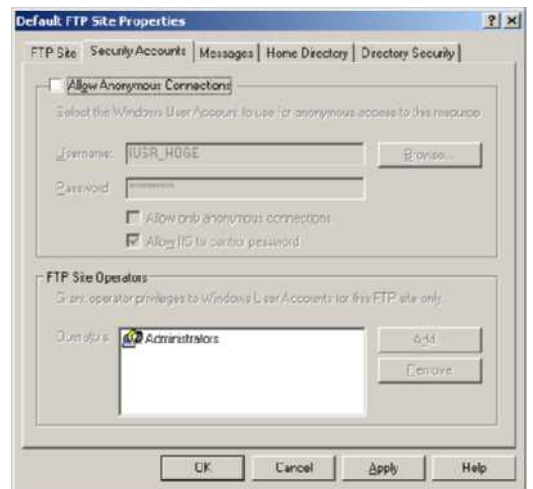 Default FTP Site Properties
FTP Site Security Accounts Messages Home Directory Directory Security
Allow Anonymous Connections
Select the Windows User Account to use for anonymous access to this resource
Username: IUSR_HOGE Browse...
Password: **********
Allow only anonymous connections
Allow IIS to control password
FTP Site Operators
Grant operator privileges to Windows User Accounts for this FTP site only.
Operators: Administrators Add...
Remove
OK Cancel Apply Help